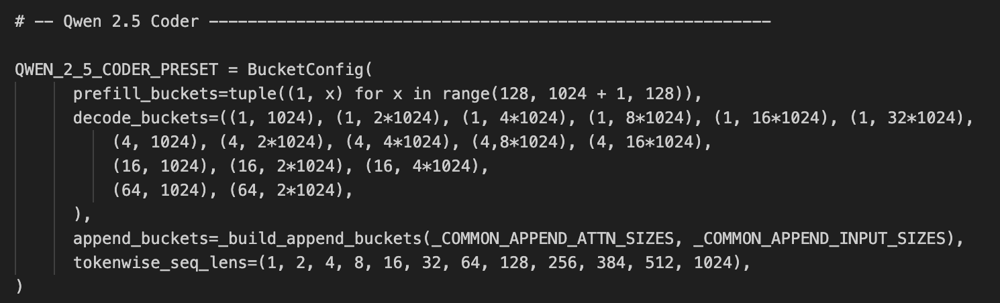 # -- Qwen 2.5 Coder ----------------------------------------------------------
QWEN_2_5_CODER_PRESET = BucketConfig(
        prefill_buckets=tuple((1, x) for x in range(128, 1024 + 1, 128)),
        decode_buckets=((1, 1024), (1, 2*1024), (1, 4*1024), (1, 8*1024), (1, 16*1024), (1, 32*1024),
            (4, 1024), (4, 2*1024), (4, 4*1024), (4,8*1024), (4, 16*1024),
            (16, 1024), (16, 2*1024), (16, 4*1024),
            (64, 1024), (64, 2*1024),
        ),
        append_buckets=_build_append_buckets(_COMMON_APPEND_ATTN_SIZES, _COMMON_APPEND_INPUT_SIZES),
        tokenwise_seq_lens=(1, 2, 4, 8, 16, 32, 64, 128, 256, 384, 512, 1024),
)